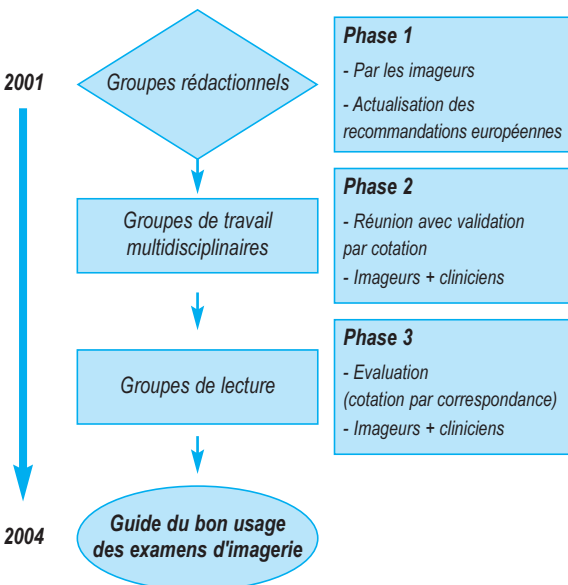 2001
Groupes rédactionnels
Phase 1
- Par les imageurs
- Actualisation des
recommandations européennes
Groupes de travail
multidisciplinaires
Phase 2
- Réunion avec validation
par cotation
- Imageurs + cliniciens
Groupes de lecture
Phase 3
- Evaluation
(cotation par correspondance)
- Imageurs + cliniciens
2004
Guide du bon usage
des examens d'imagerie